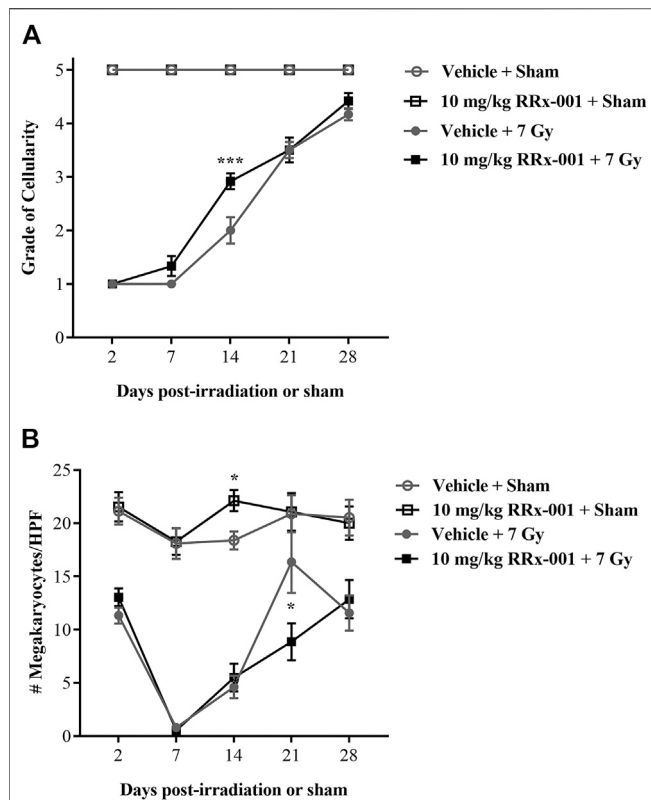 A
5
4
3
2
1
0
Grade of Cellularity
***
2 7 14 21 28
Days post-irradiation or sham
Vehicle + Sham
10 mg/kg RRx-001 + Sham
Vehicle + 7 Gy
10 mg/kg RRx-001 + 7 Gy
B
25
20
15
10
5
0
# Megakaryocytes/HPF
*
*
2 7 14 21 28
Days post-irradiation or sham
Vehicle + Sham
10 mg/kg RRx-001 + Sham
Vehicle + 7 Gy
10 mg/kg RRx-001 + 7 Gy